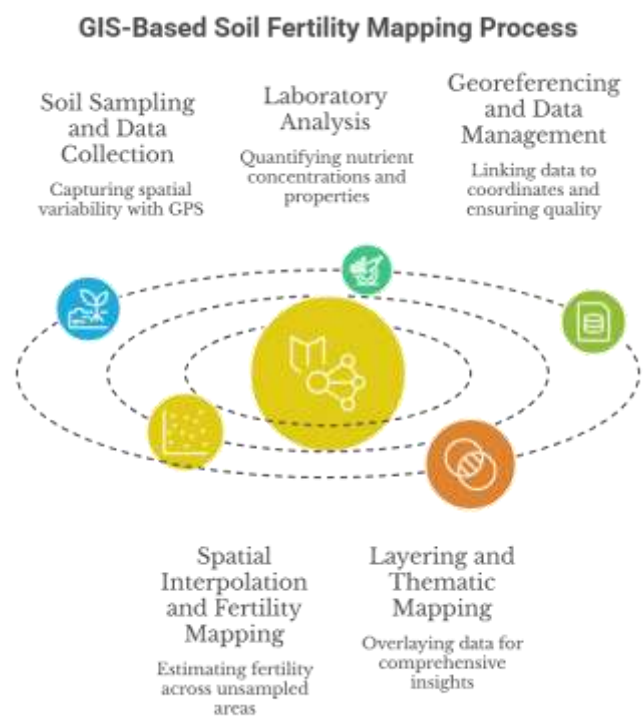 GIS-Based Soil Fertility Mapping Process
Soil Sampling
and Data
Collection
Capturing spatial
variability with GPS
Laboratory
Analysis
Quantifying nutrient
concentrations and
properties
Georeferencing
and Data
Management
Linking data to
coordinates and
ensuring quality
Spatial
Interpolation
and Fertility
Mapping
Estimating fertility
across unsampled
areas
Layering and
Thematic
Mapping
Overlaying data for
comprehensive
insights